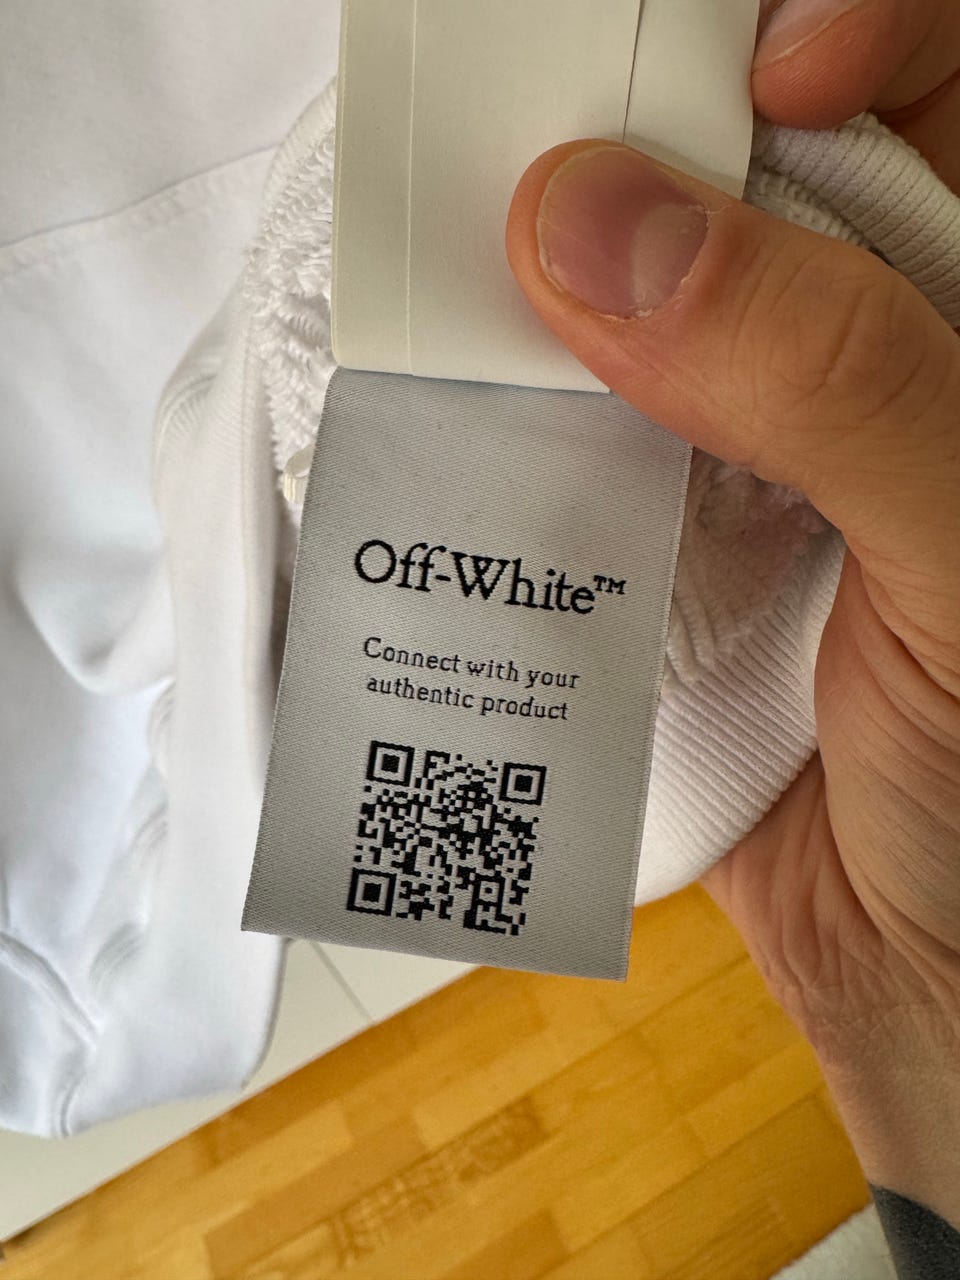 Off-White™
Connect with your
authentic product